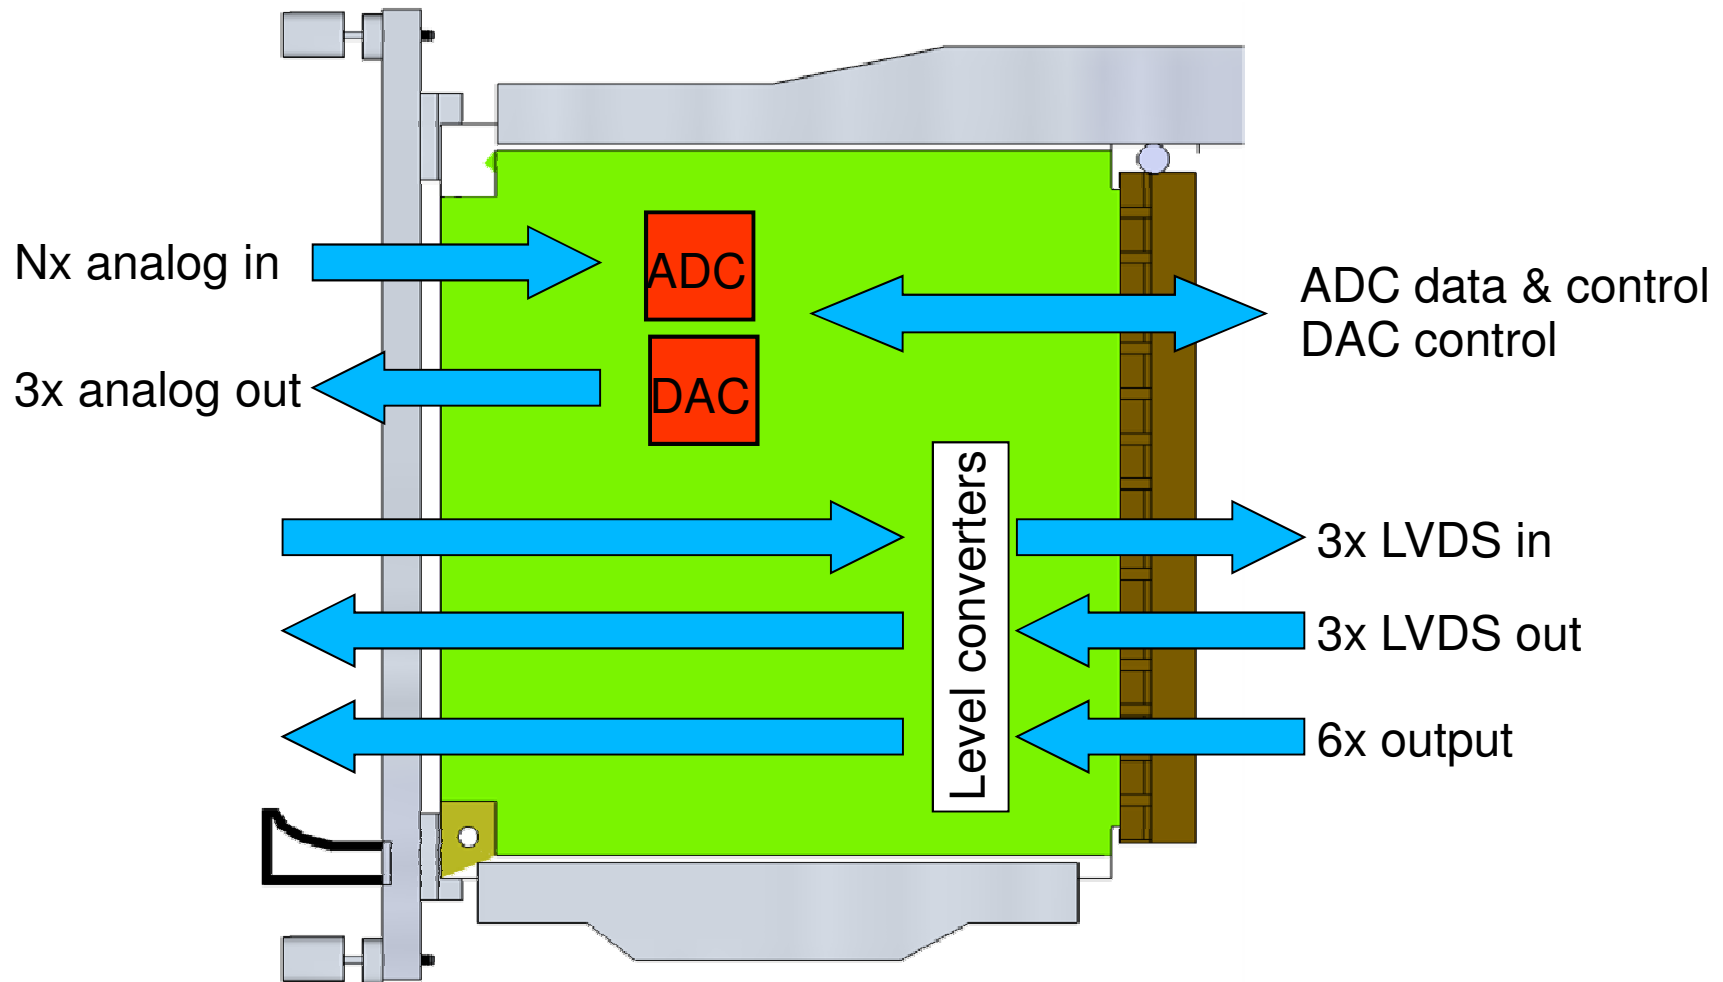 Nx analog in
ADC
ADC data & control
DAC control
3x analog out
DAC
Level converters
3x LVDS in
3x LVDS out
6x output